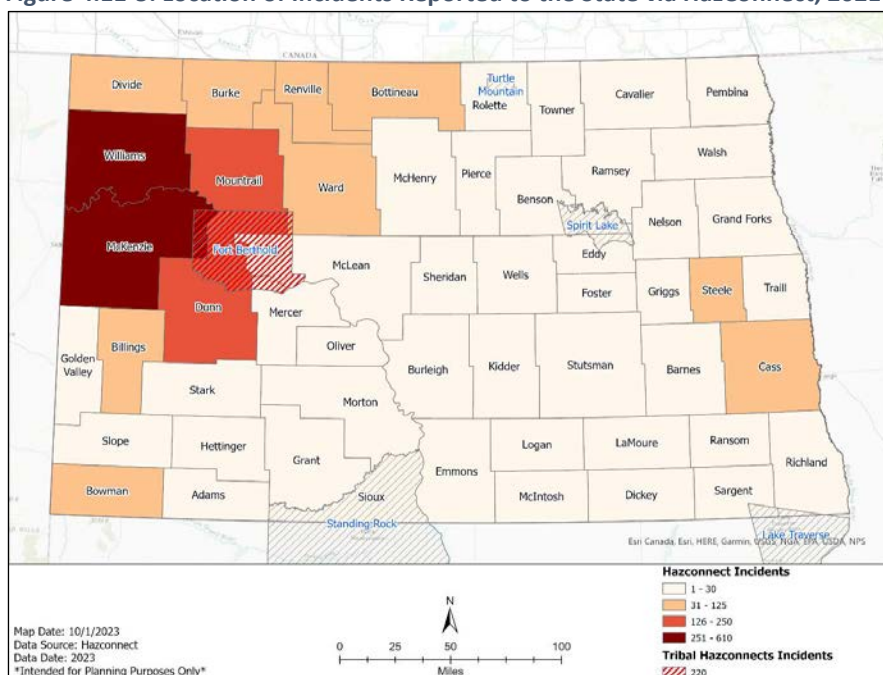 Figure 4.22-3. Location of Incidents Reported to the State via Hazconnect, 2021
CANADA
Divide
Burke
Renville
Bottineau
Turtle
Mountain
Rolette
Towner
Cavalier
Pembina
Williams
Mountrail
Ward
McHenry
Pierce
Ramsey
Walsh
Benson
Spirit Lake
Nelson
Grand Forks
McKenzie
Fort Berthold
McLean
Sheridan
Wells
Eddy
Foster
Griggs
Steele
Traill
Dunn
Mercer
Oliver
Golden
Valley
Billings
Stark
Morton
Burleigh
Kidder
Stutsman
Barnes
Cass
Slope
Hettinger
Grant
Logan
LaMoure
Ransom
Richland
Bowman
Adams
Sioux
Standing Rock
Emmons
McIntosh
Dickey
Sargent
Lake Traverse
Esri Canada, Esri, HERE, Garmin, USGS, NGA, EPA, USDA, NPS
Hazconnect Incidents
1 - 30
31 - 125
126 - 250
251 - 610
Tribal Hazconnects Incidents
220
N
0 25 50 100
Miles
Map Date: 10/1/2023
Data Source: Hazconnect
Data Date: 2023
*Intended for Planning Purposes Only*